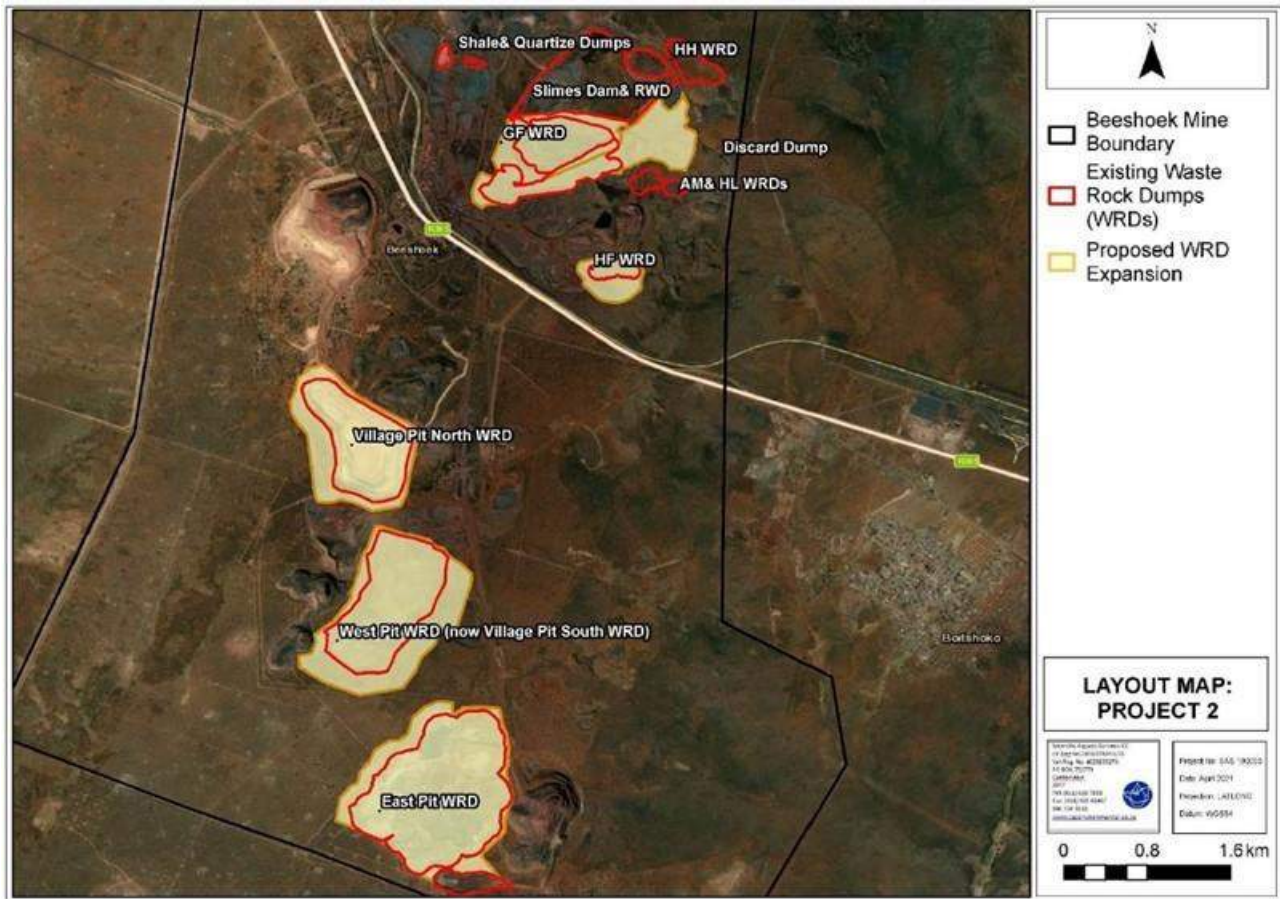 Shale& Quartize Dumps
HH WRD
Slimes Dam& RWD
GF WRD
Discard Dump
AM& HL WRDs
Beeshoek
HF WRD
Village Pit North WRD
West Pit WRD (now Village Pit South WRD)
East Pit WRD
N
Beeshoek Mine
Boundary
Existing Waste
Rock Dumps
(WRDs)
Proposed WRD
Expansion
LAYOUT MAP:
PROJECT 2
Date: April 2021
Projection: LATLONG
Datum: WGS84
0 0.8 1.6 km